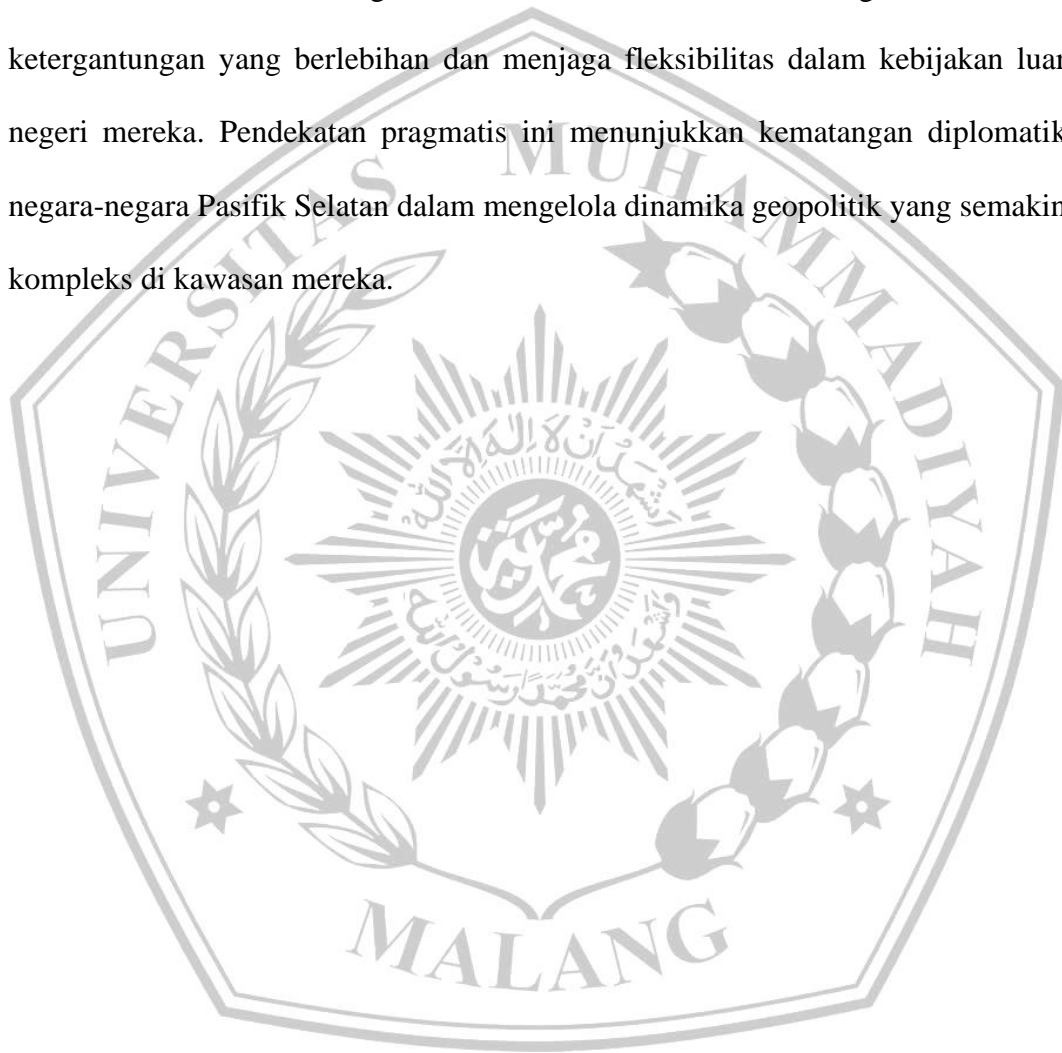 ketergantungan yang berlebihan dan menjaga fleksibilitas dalam kebijakan luar
negeri mereka. Pendekatan pragmatis ini menunjukkan kematangan diplomatik
negara-negara Pasifik Selatan dalam mengelola dinamika geopolitik yang semakin
kompleks di kawasan mereka.
UNIVERSITAS MUHAMMADIYAH
MALANG